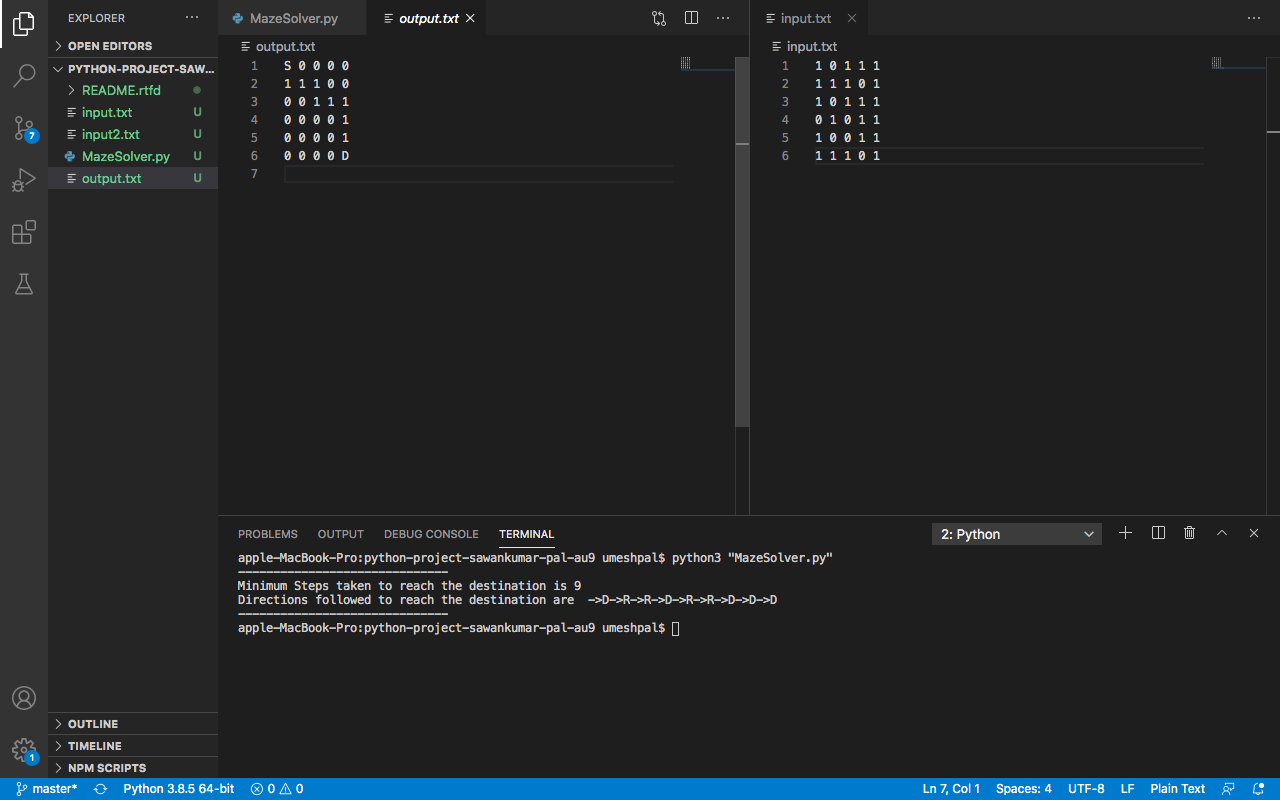 EXPLORER
OPEN EDITORS
PYTHON-PROJECT-SAW...
README.rtfd
input.txt U
input2.txt U
MazeSolver.py U
output.txt U
OUTLINE
TIMELINE
NPM SCRIPTS
7
1
MazeSolver.py output.txt
output.txt
1 S 0 0 0 0
2 1 1 1 0 0
3 0 0 1 1 1
4 0 0 0 0 1
5 0 0 0 0 1
6 0 0 0 0 D
7
input.txt
input.txt
1 1 0 1 1 1
2 1 1 1 0 1
3 1 0 1 1 1
4 0 1 0 1 1
5 1 0 0 1 1
6 1 1 1 0 1
PROBLEMS OUTPUT DEBUG CONSOLE TERMINAL 2: Python
apple-MacBook-Pro:python-project-sawankumar-pal-au9 umeshpal$ python3 "MazeSolver.py"
------------------------------
Minimum Steps taken to reach the destination is 9
Directions followed to reach the destination are ->D->R->R->D->R->R->D->D->D
------------------------------
apple-MacBook-Pro:python-project-sawankumar-pal-au9 umeshpal$
master* Python 3.8.5 64-bit 0 0 Ln 7, Col 1 Spaces: 4 UTF-8 LF Plain Text